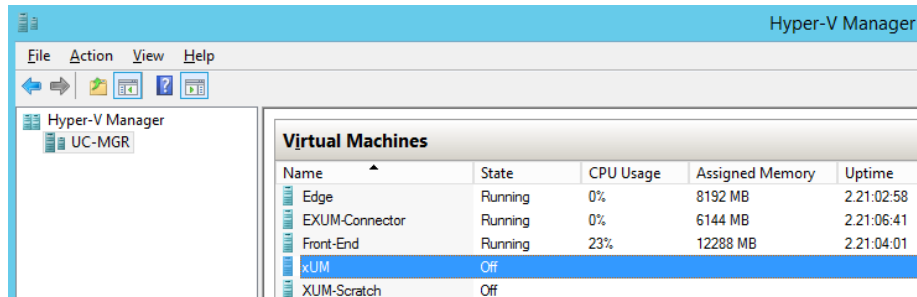 Hyper-V Manager
File Action View Help
Hyper-V Manager
UC-MGR
Virtual Machines
Name State CPU Usage Assigned Memory Uptime
Edge Running 0% 8192 MB 2.21:02:58
EXUM-Connector Running 0% 6144 MB 2.21:06:41
Front-End Running 23% 12288 MB 2.21:04:01
xUM Off
XUM-Scratch Off